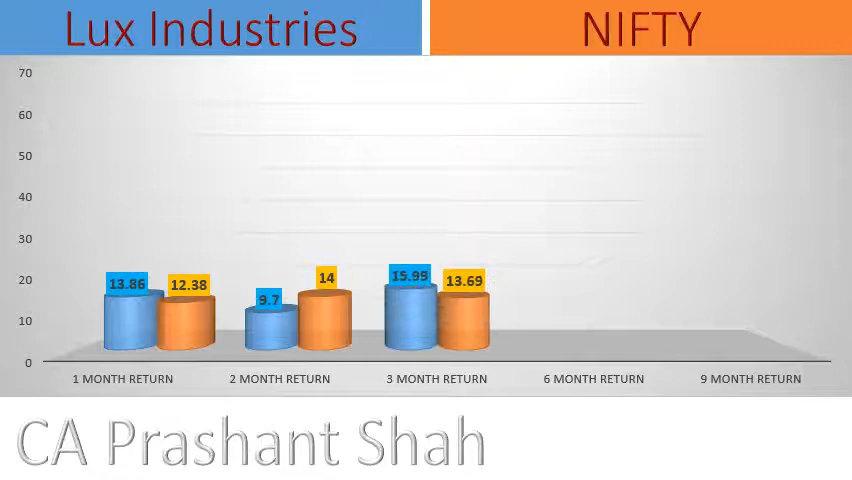 Lux Industries NIFTY
70
60
50
40
30
20
10
0
13.86 12.38 9.7 14 15.99 13.69
1 MONTH RETURN 2 MONTH RETURN 3 MONTH RETURN 6 MONTH RETURN 9 MONTH RETURN
CA Prashant Shah